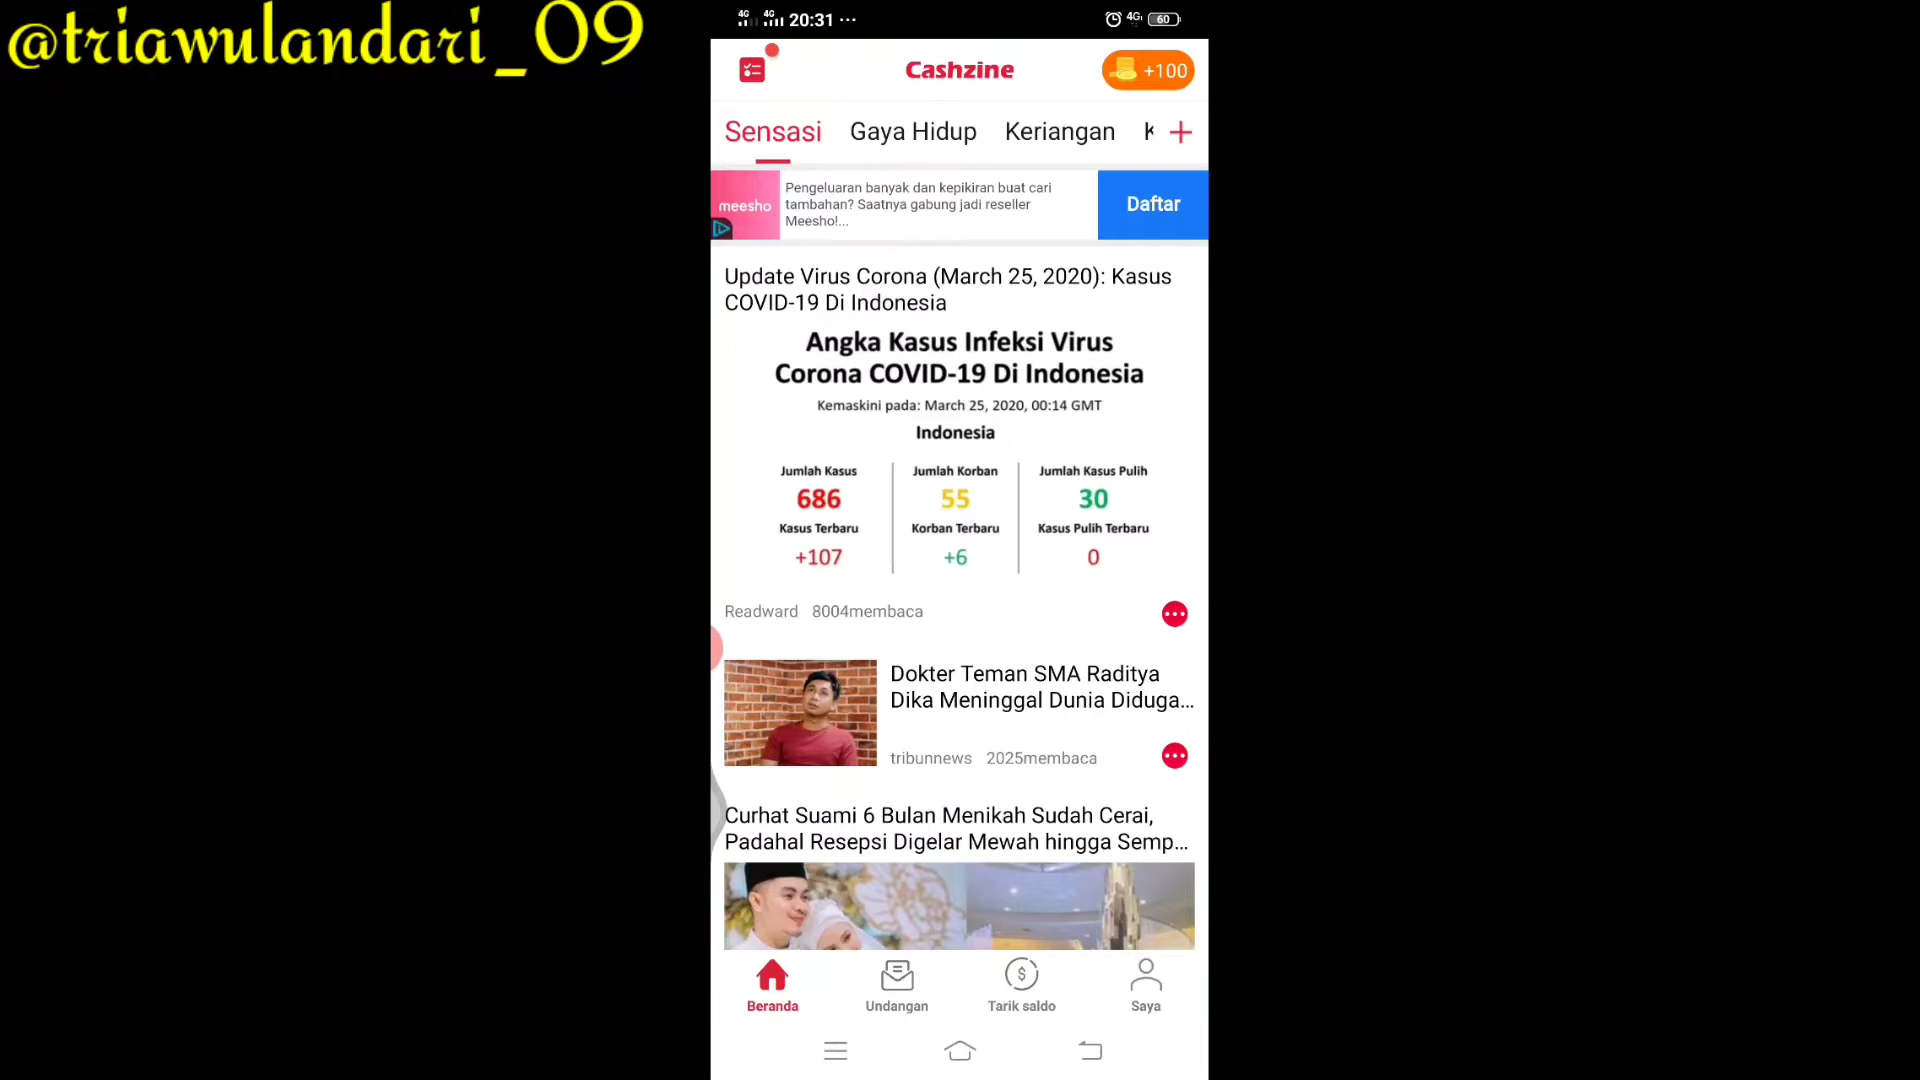 @triawulandari_09
4G 4G 20:31 ...
4G 60
Cashzine
+100
Sensasi Gaya Hidup Keriangan
meesho
Pengeluaran banyak dan kepikiran buat cari
tambahan? Saatnya gabung jadi reseller
Meesho!...
Daftar
Update Virus Corona (March 25, 2020): Kasus
COVID-19 Di Indonesia
Angka Kasus Infeksi Virus
Corona COVID-19 Di Indonesia
Kemaskini pada: March 25, 2020, 00:14 GMT
Indonesia
Jumlah Kasus Jumlah Korban Jumlah Kasus Pulih
686 55 30
Kasus Terbaru Korban Terbaru Kasus Pulih Terbaru
+107 +6 0
Readward 8004membaca
Dokter Teman SMA Raditya
Dika Meninggal Dunia Diduga...
tribunnews 2025membaca
Curhat Suami 6 Bulan Menikah Sudah Cerai,
Padahal Resepsi Digelar Mewah hingga Semp...
Beranda Undangan Tarik saldo Saya